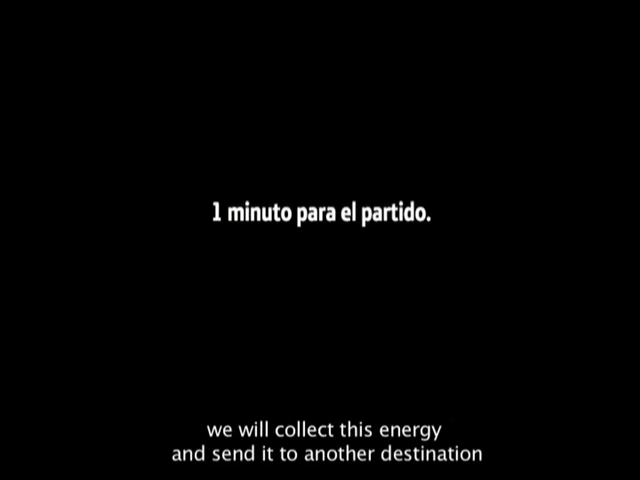 1 minuto para el partido.
we will collect this energy
and send it to another destination